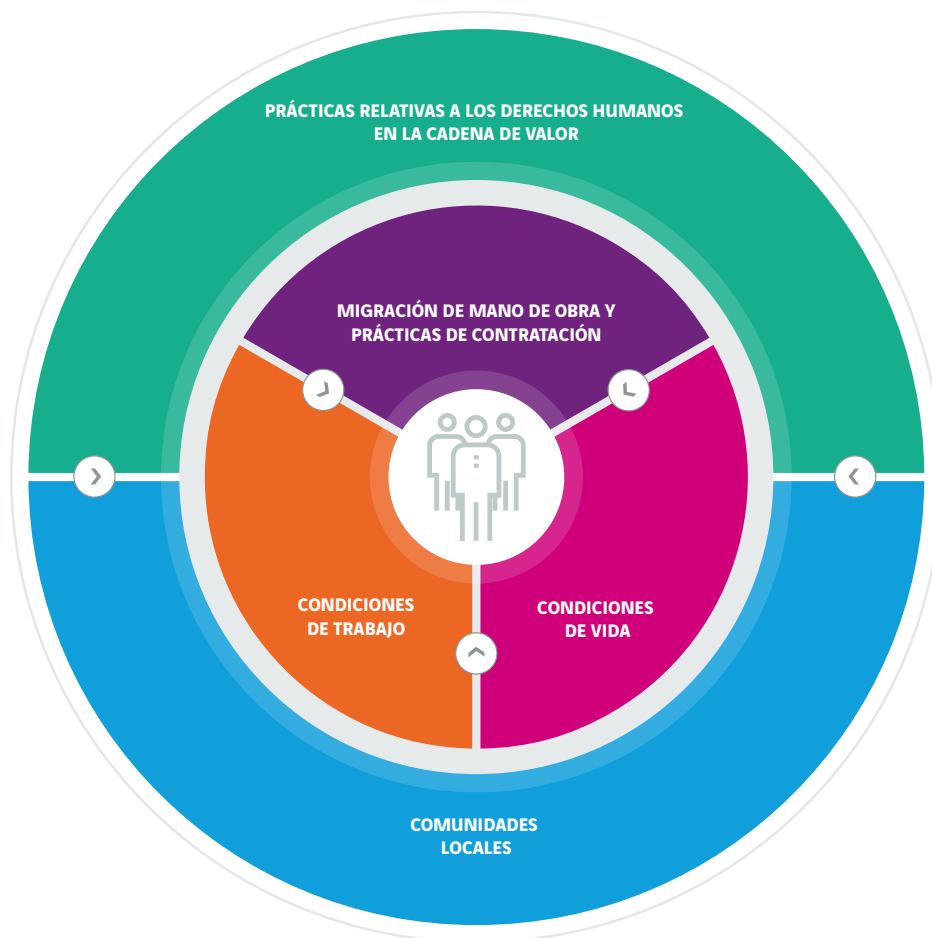 PRÁCTICAS RELATIVAS A LOS DERECHOS HUMANOS
EN LA CADENA DE VALOR
MIGRACIÓN DE MANO DE OBRA Y
PRÁCTICAS DE CONTRATACIÓN
CONDICIONES
DE TRABAJO
CONDICIONES
DE VIDA
COMUNIDADES
LOCALES